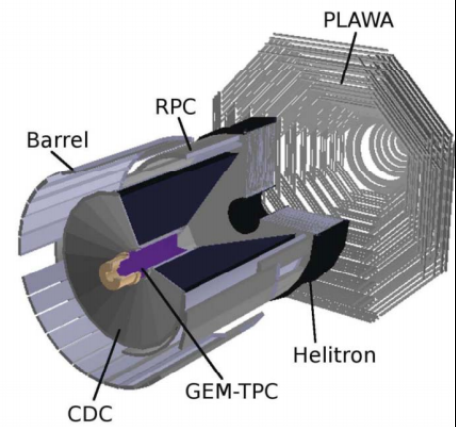 PLAWA
RPC
Barrel
Helitron
GEM-TPC
CDC